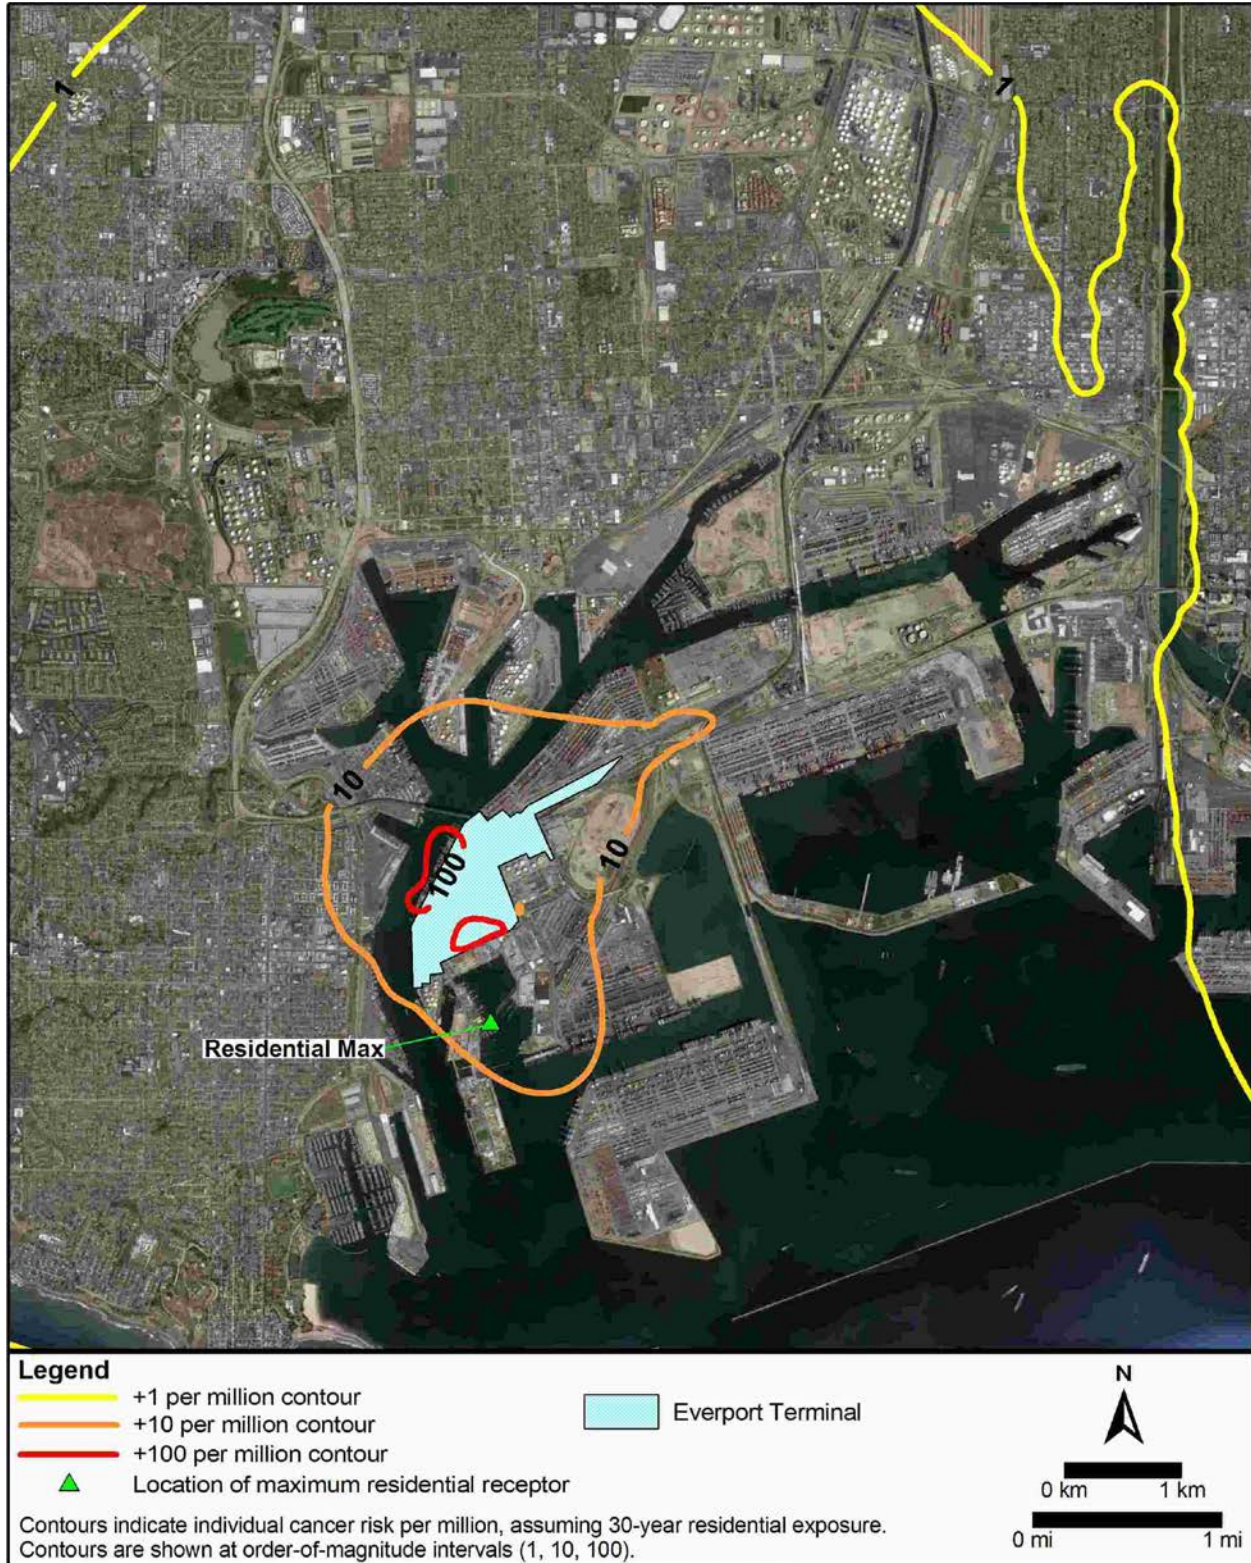 1
1
10
100
10
Residential Max
Legend
+1 per million contour
+10 per million contour
+100 per million contour
Location of maximum residential receptor
Everport Terminal
N
0 km 1 km
0 mi 1 mi
Contours indicate individual cancer risk per million, assuming 30-year residential exposure.
Contours are shown at order-of-magnitude intervals (1, 10, 100).